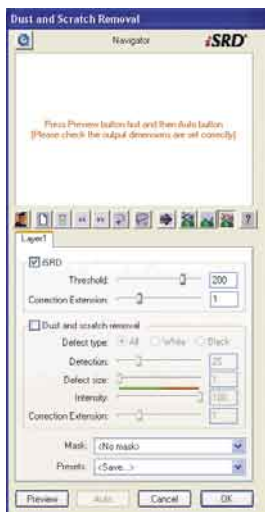 Dust and Scratch Removal
Navigator
iSRD
Press Preview button fist and then Auto button
(Please check the output dimensions are set correctly)
?
Layer1
iSRD
Threshold: 200
Correction Extension: 1
Dust and scratch removal
Defect type: All White Black
Detection: 25
Defect size: 1
Intensity: 100
Correction Extension: 1
Mask: <No mask>
Presets: <Save...>
Preview Auto Cancel OK